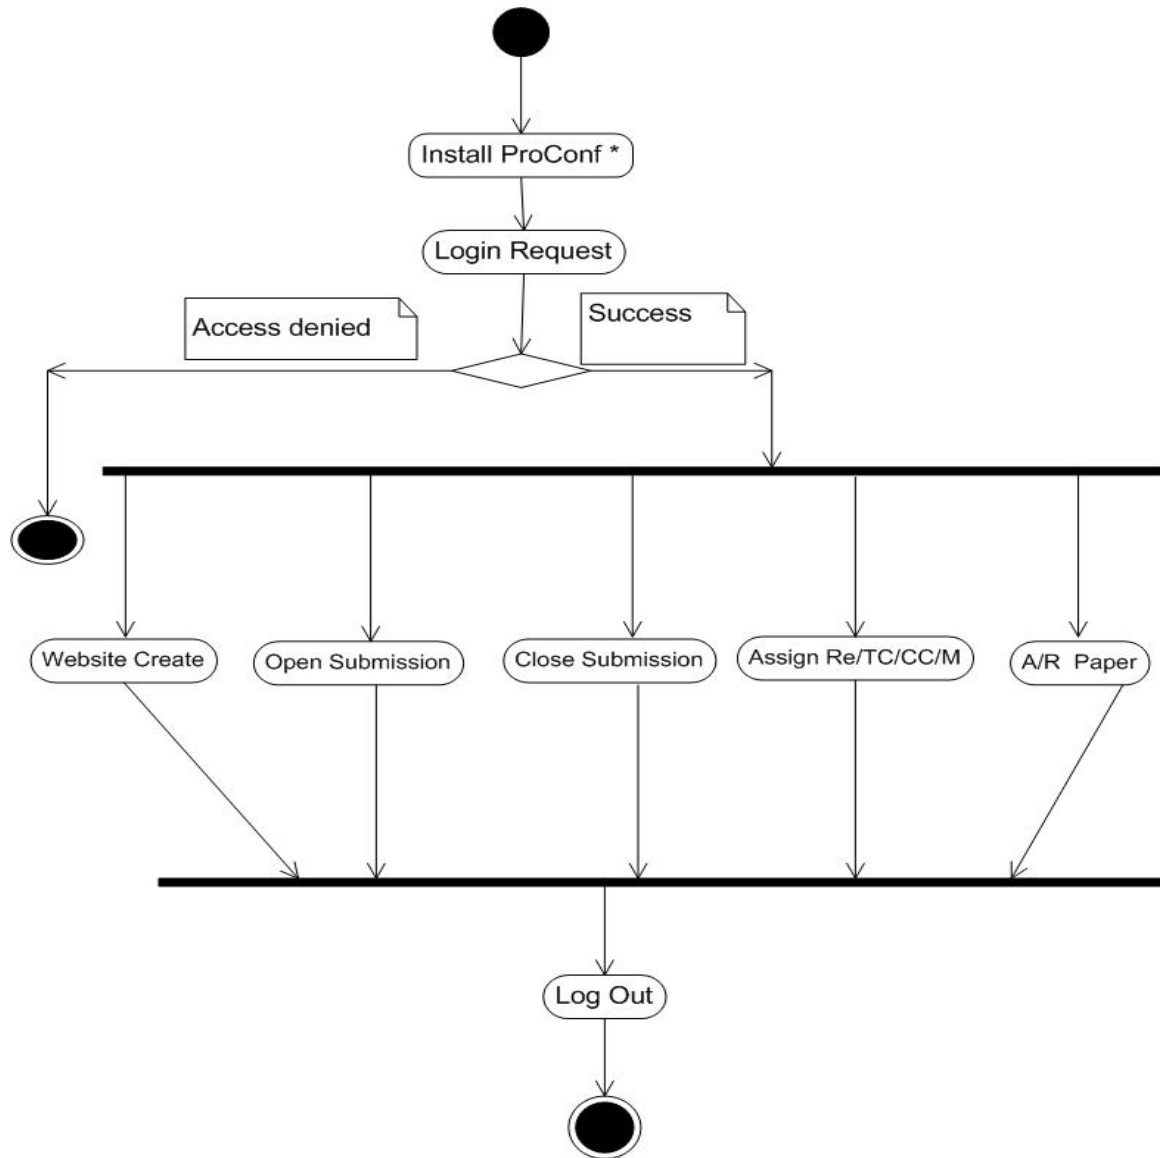 Install ProConf *
Login Request
Access denied
Success
Website Create
Open Submission
Close Submission
Assign Re/TC/CC/M
A/R Paper
Log Out